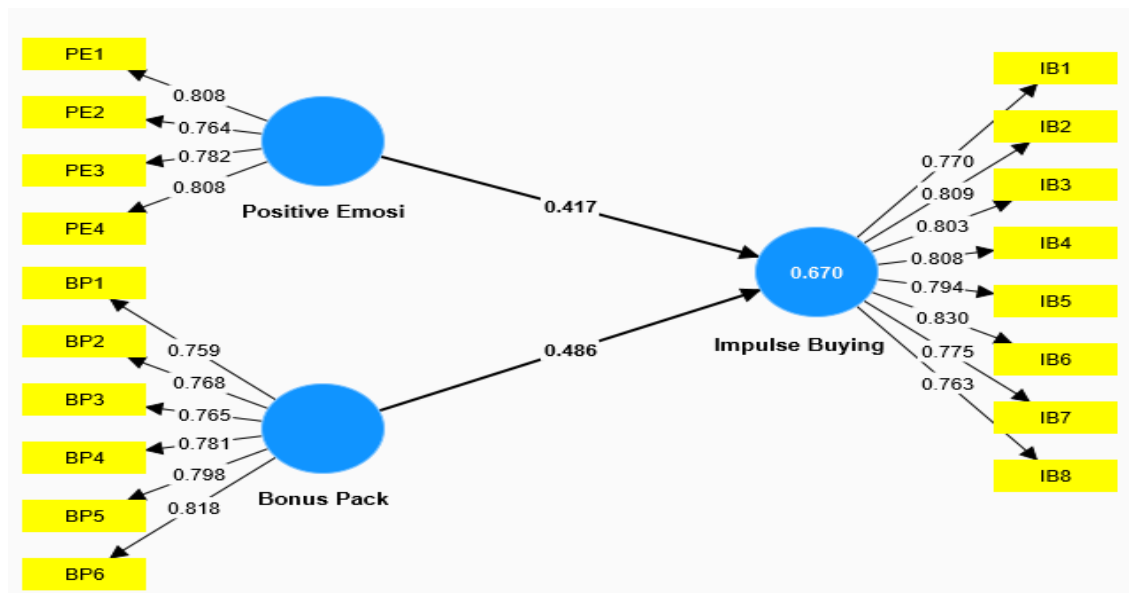 PE1
PE2
PE3
PE4
0.808
0.764
0.782
0.808
Positive Emosi
BP1
BP2
BP3
BP4
BP5
BP6
0.759
0.768
0.765
0.781
0.798
0.818
Bonus Pack
0.417
0.486
0.670
Impulse Buying
0.770
0.809
0.803
0.808
0.794
0.830
0.775
0.763
IB1
IB2
IB3
IB4
IB5
IB6
IB7
IB8